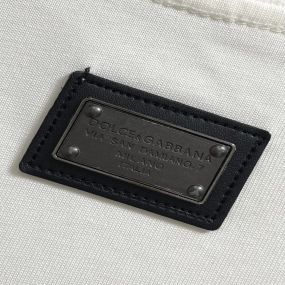 DOLCE&GABBANA
VIA SAN DAMIANO, 7
MILANO
ITALIA